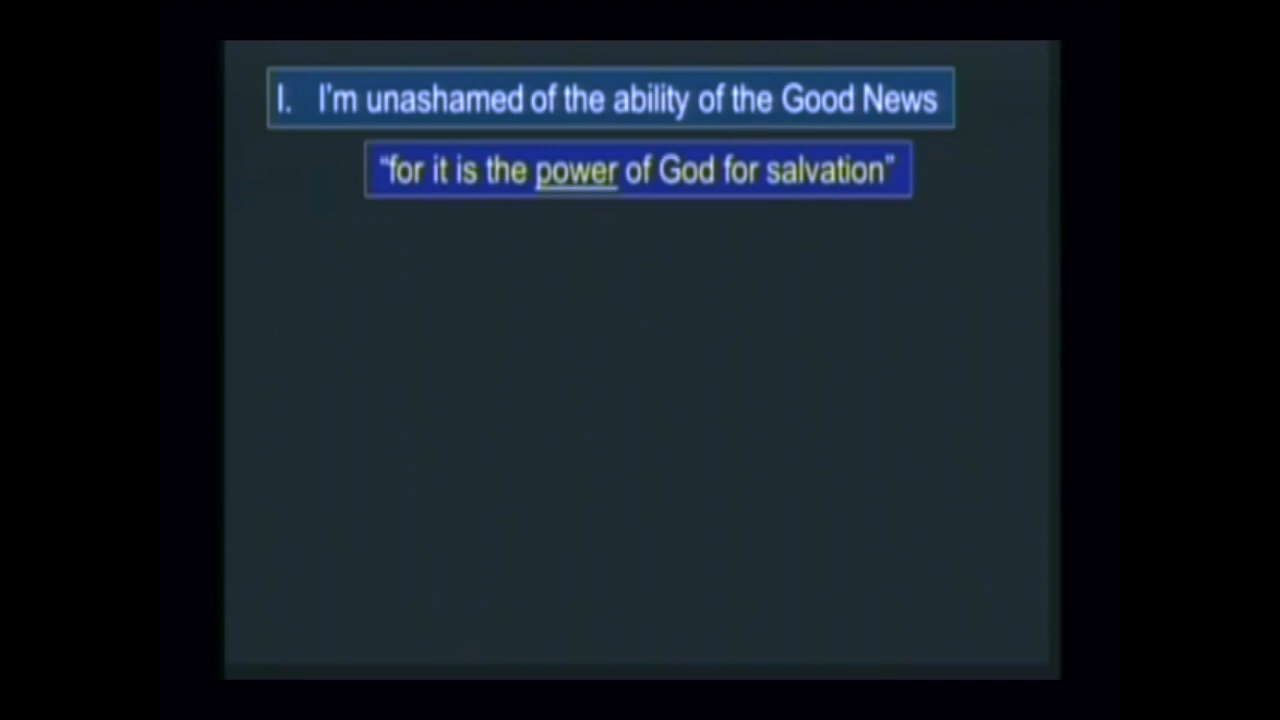 I. I'm unashamed of the ability of the Good News
“for it is the power of God for salvation”